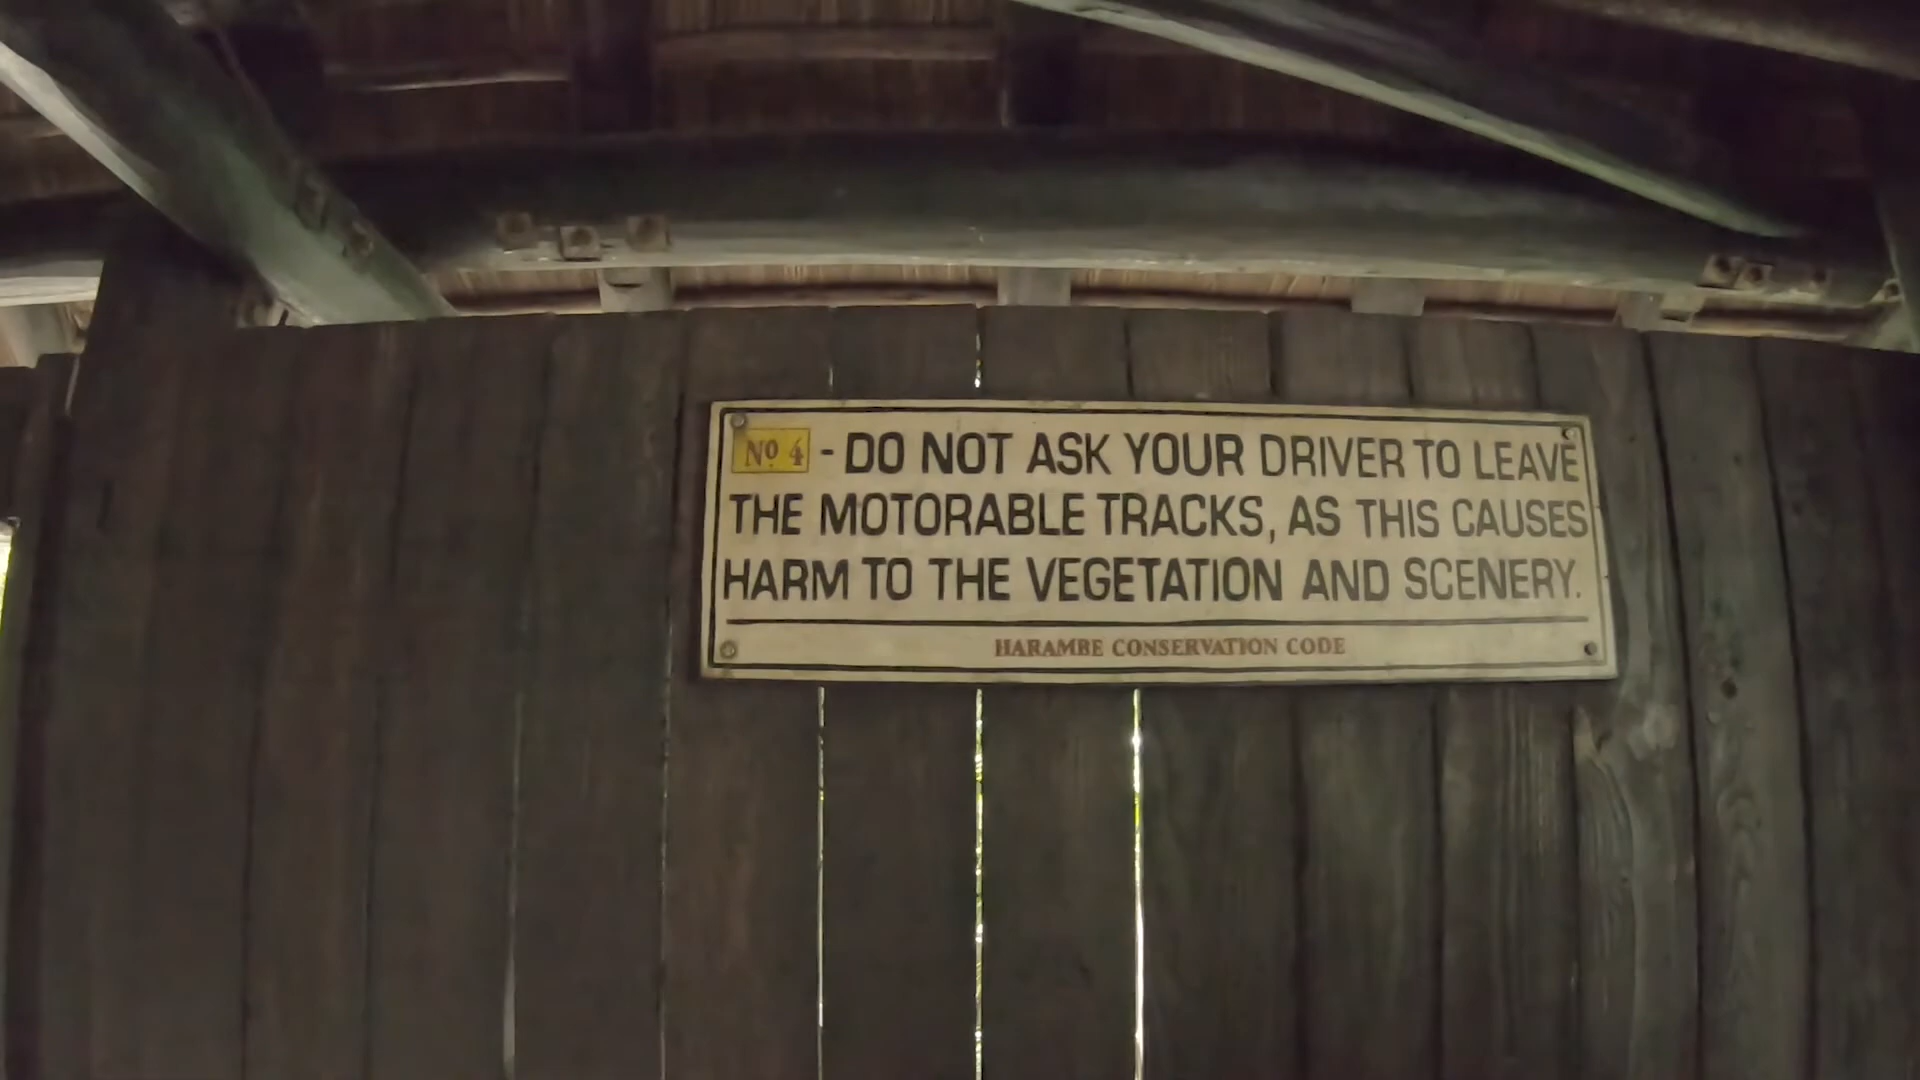 No 4 - DO NOT ASK YOUR DRIVER TO LEAVE
THE MOTORABLE TRACKS, AS THIS CAUSES
HARM TO THE VEGETATION AND SCENERY.
HARAMBE CONSERVATION CODE